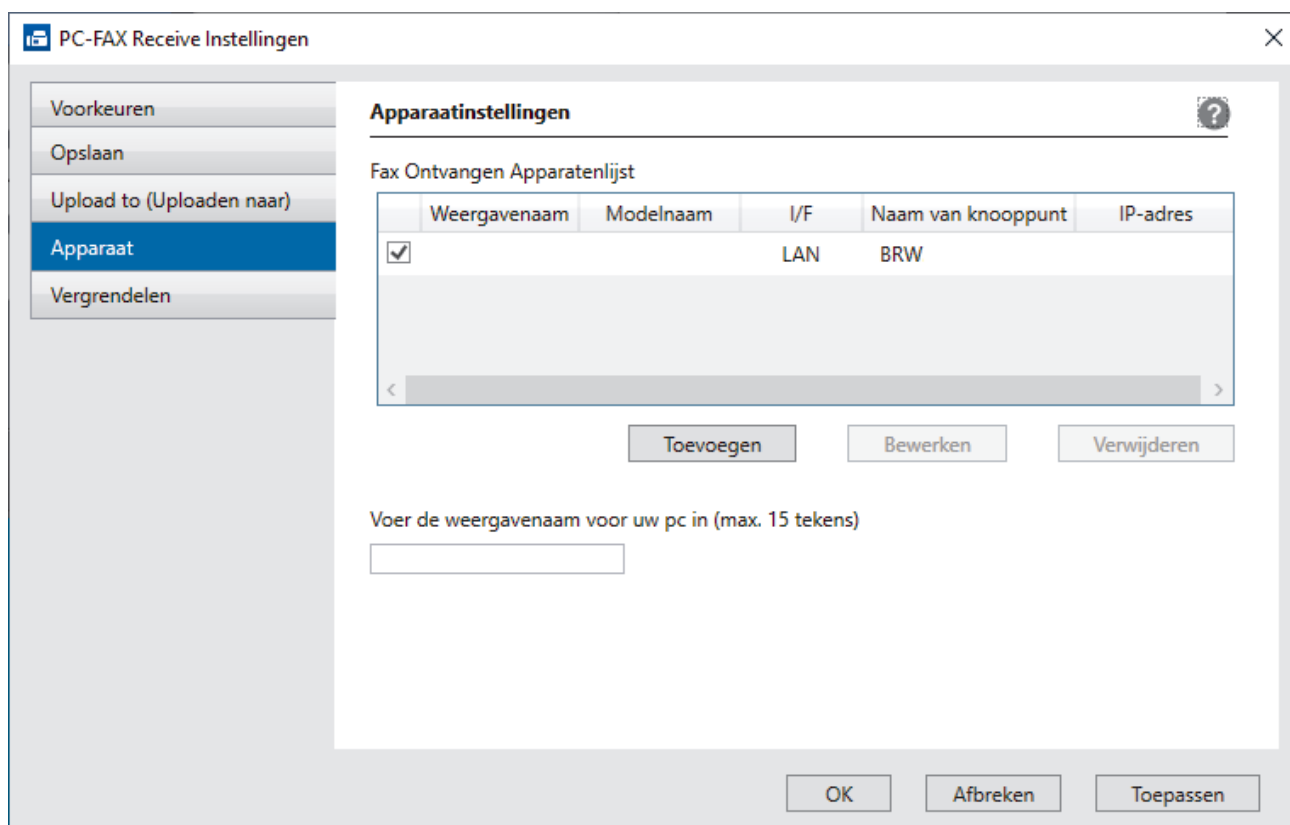 PC-FAX Receive Instellingen
Voorkeuren
Opslaan
Upload to (Uploaden naar)
Apparaat
Vergrendelen
Apparaatinstellingen
?
Fax Ontvangen Apparatenlijst
Weergavenaam Modelnaam I/F Naam van knooppunt IP-adres
LAN BRW
Toevoegen Bewerken Verwijderen
Voer de weergavenaam voor uw pc in (max. 15 tekens)
OK Afbreken Toepassen